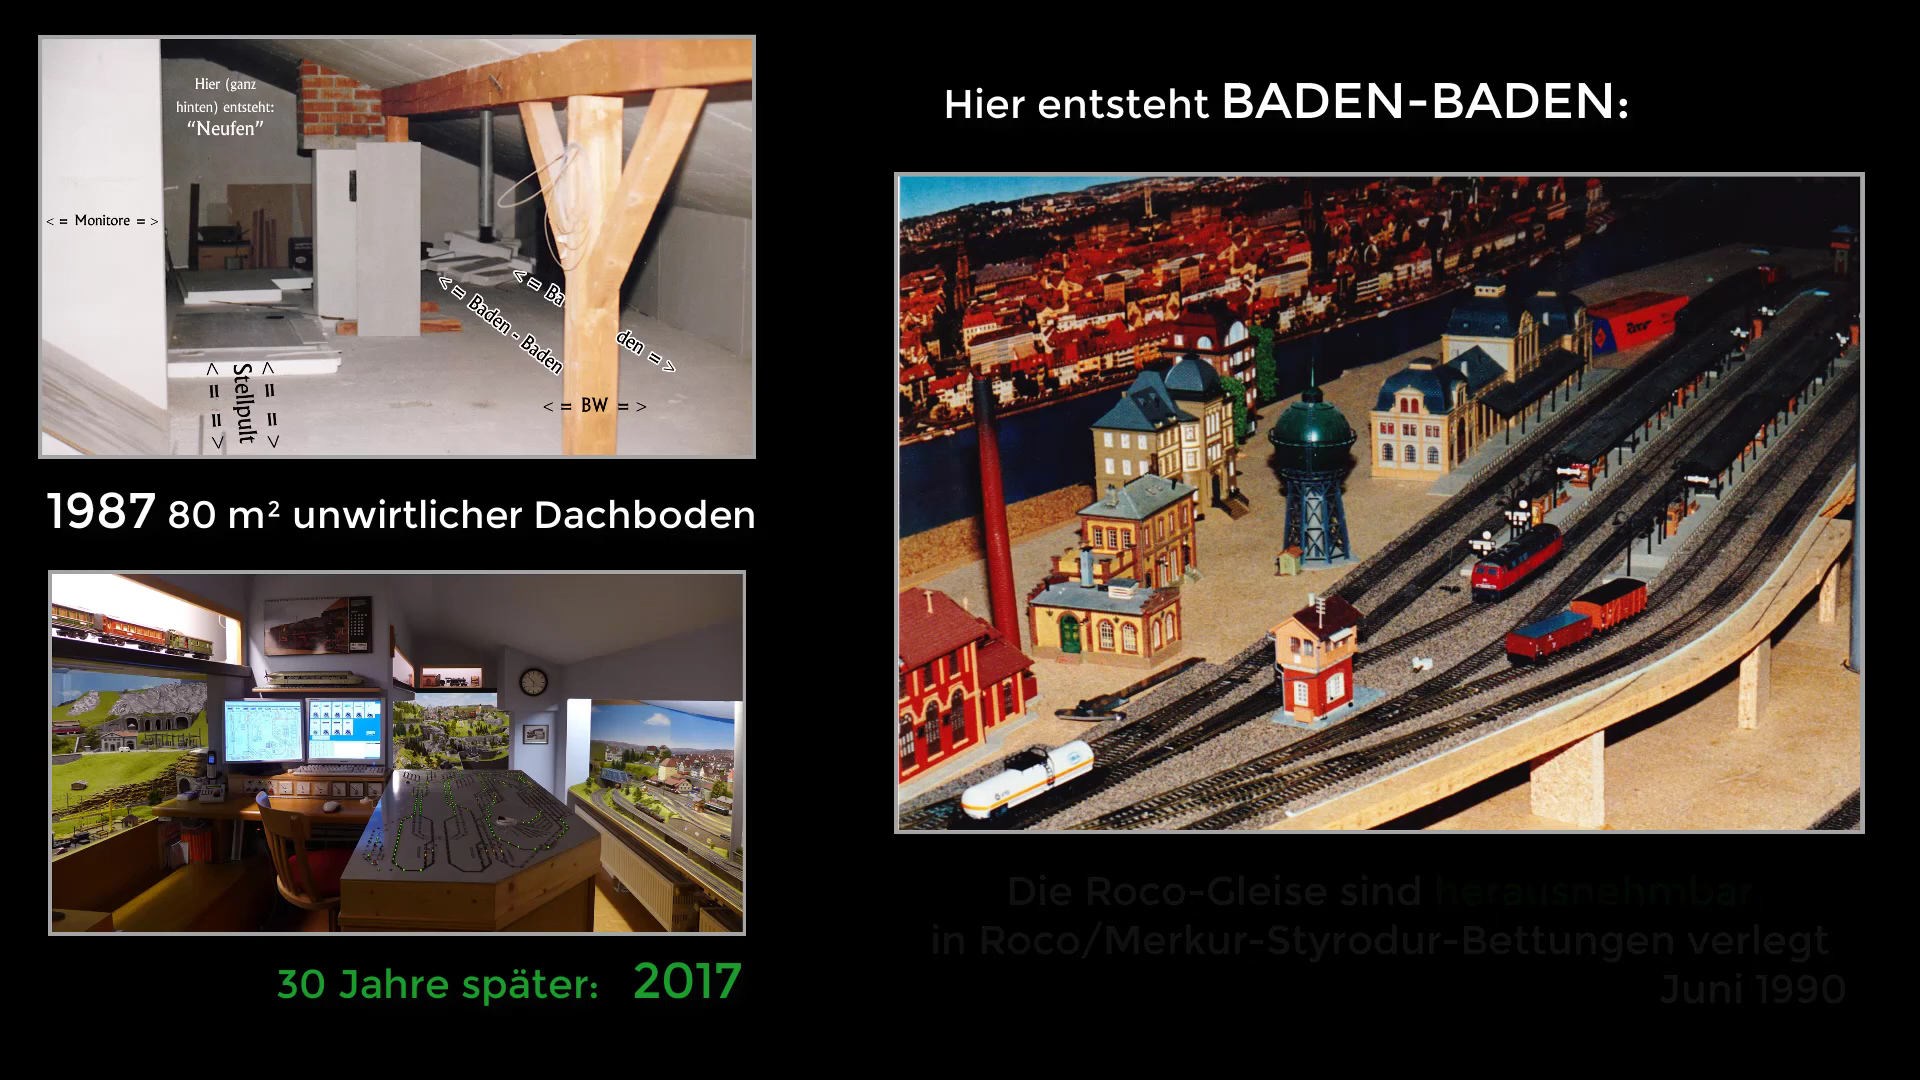 Hier (ganz
hinten) entsteht:
“Neufen”
< = Monitore = >
< = Ba
den = >
< = Baden - Baden
< = BW = >
< = = Stellpult = = >
1987 80 m² unwirtlicher Dachboden
30 Jahre später: 2017
Hier entsteht BADEN-BADEN:
Die Roco-Gleise sind herausnehmbar
in Roco/Merkur-Styrodur-Bettungen verlegt
Juni 1990